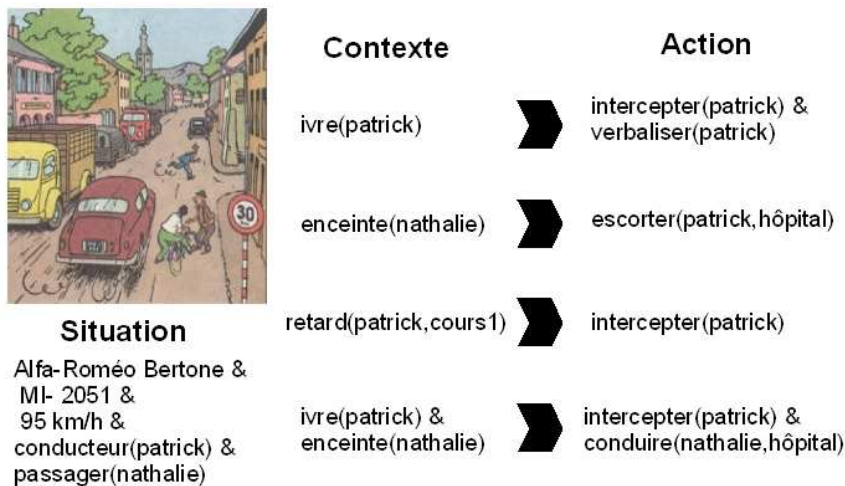 Contexte
Action
ivre(patrick)
intercepter(patrick) &
verbaliser(patrick)
30
enceinte(nathalie)
escorter(patrick,hôpital)
retard(patrick,cours1)
intercepter(patrick)
Situation
Alfa-Roméo Bertone &
MI- 2051 &
95 km/h &
conducteur(patrick) &
passager(nathalie)
ivre(patrick) &
enceinte(nathalie)
intercepter(patrick) &
conduire(nathalie,hôpital)